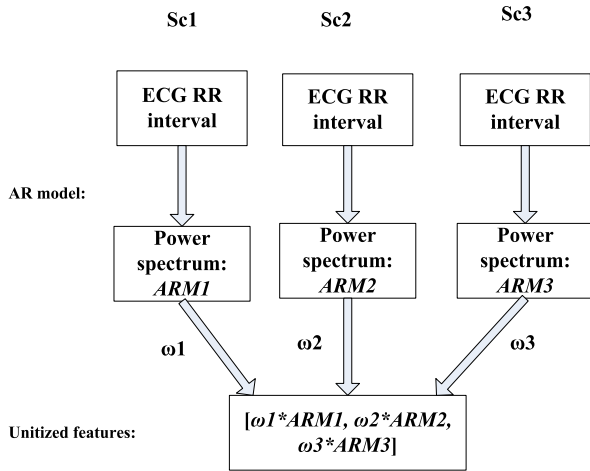 Sc1 Sc2 Sc3
ECG RR
interval
ECG RR
interval
ECG RR
interval
AR model:
Power
spectrum:
ARM1
Power
spectrum:
ARM2
Power
spectrum:
ARM3
ω1 ω2 ω3
Unitized features:
[ω1*ARM1, ω2*ARM2,
ω3*ARM3]